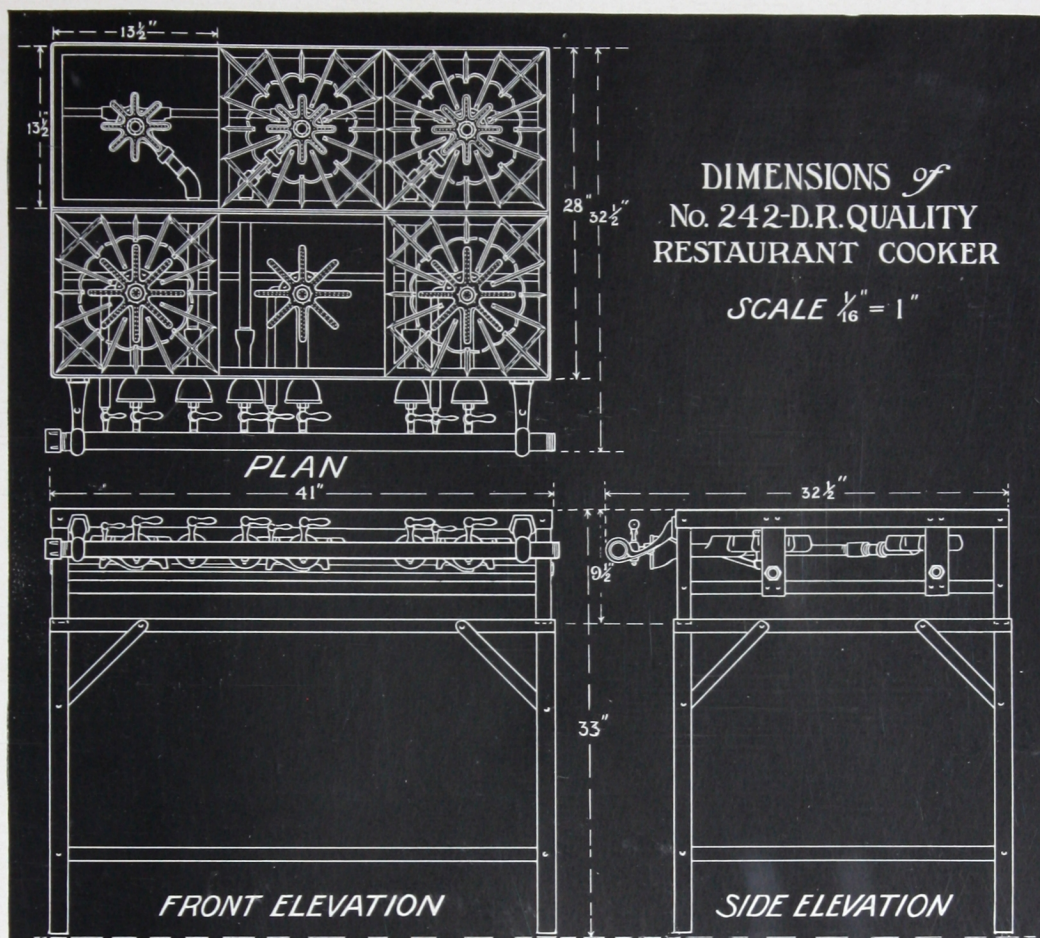 13½"
13½"
28"
32½"
DIMENSIONS of
No. 242-D.R. QUALITY
RESTAURANT COOKER
SCALE 1/16" = 1"
PLAN
41"
32½"
9½"
33"
FRONT ELEVATION
SIDE ELEVATION